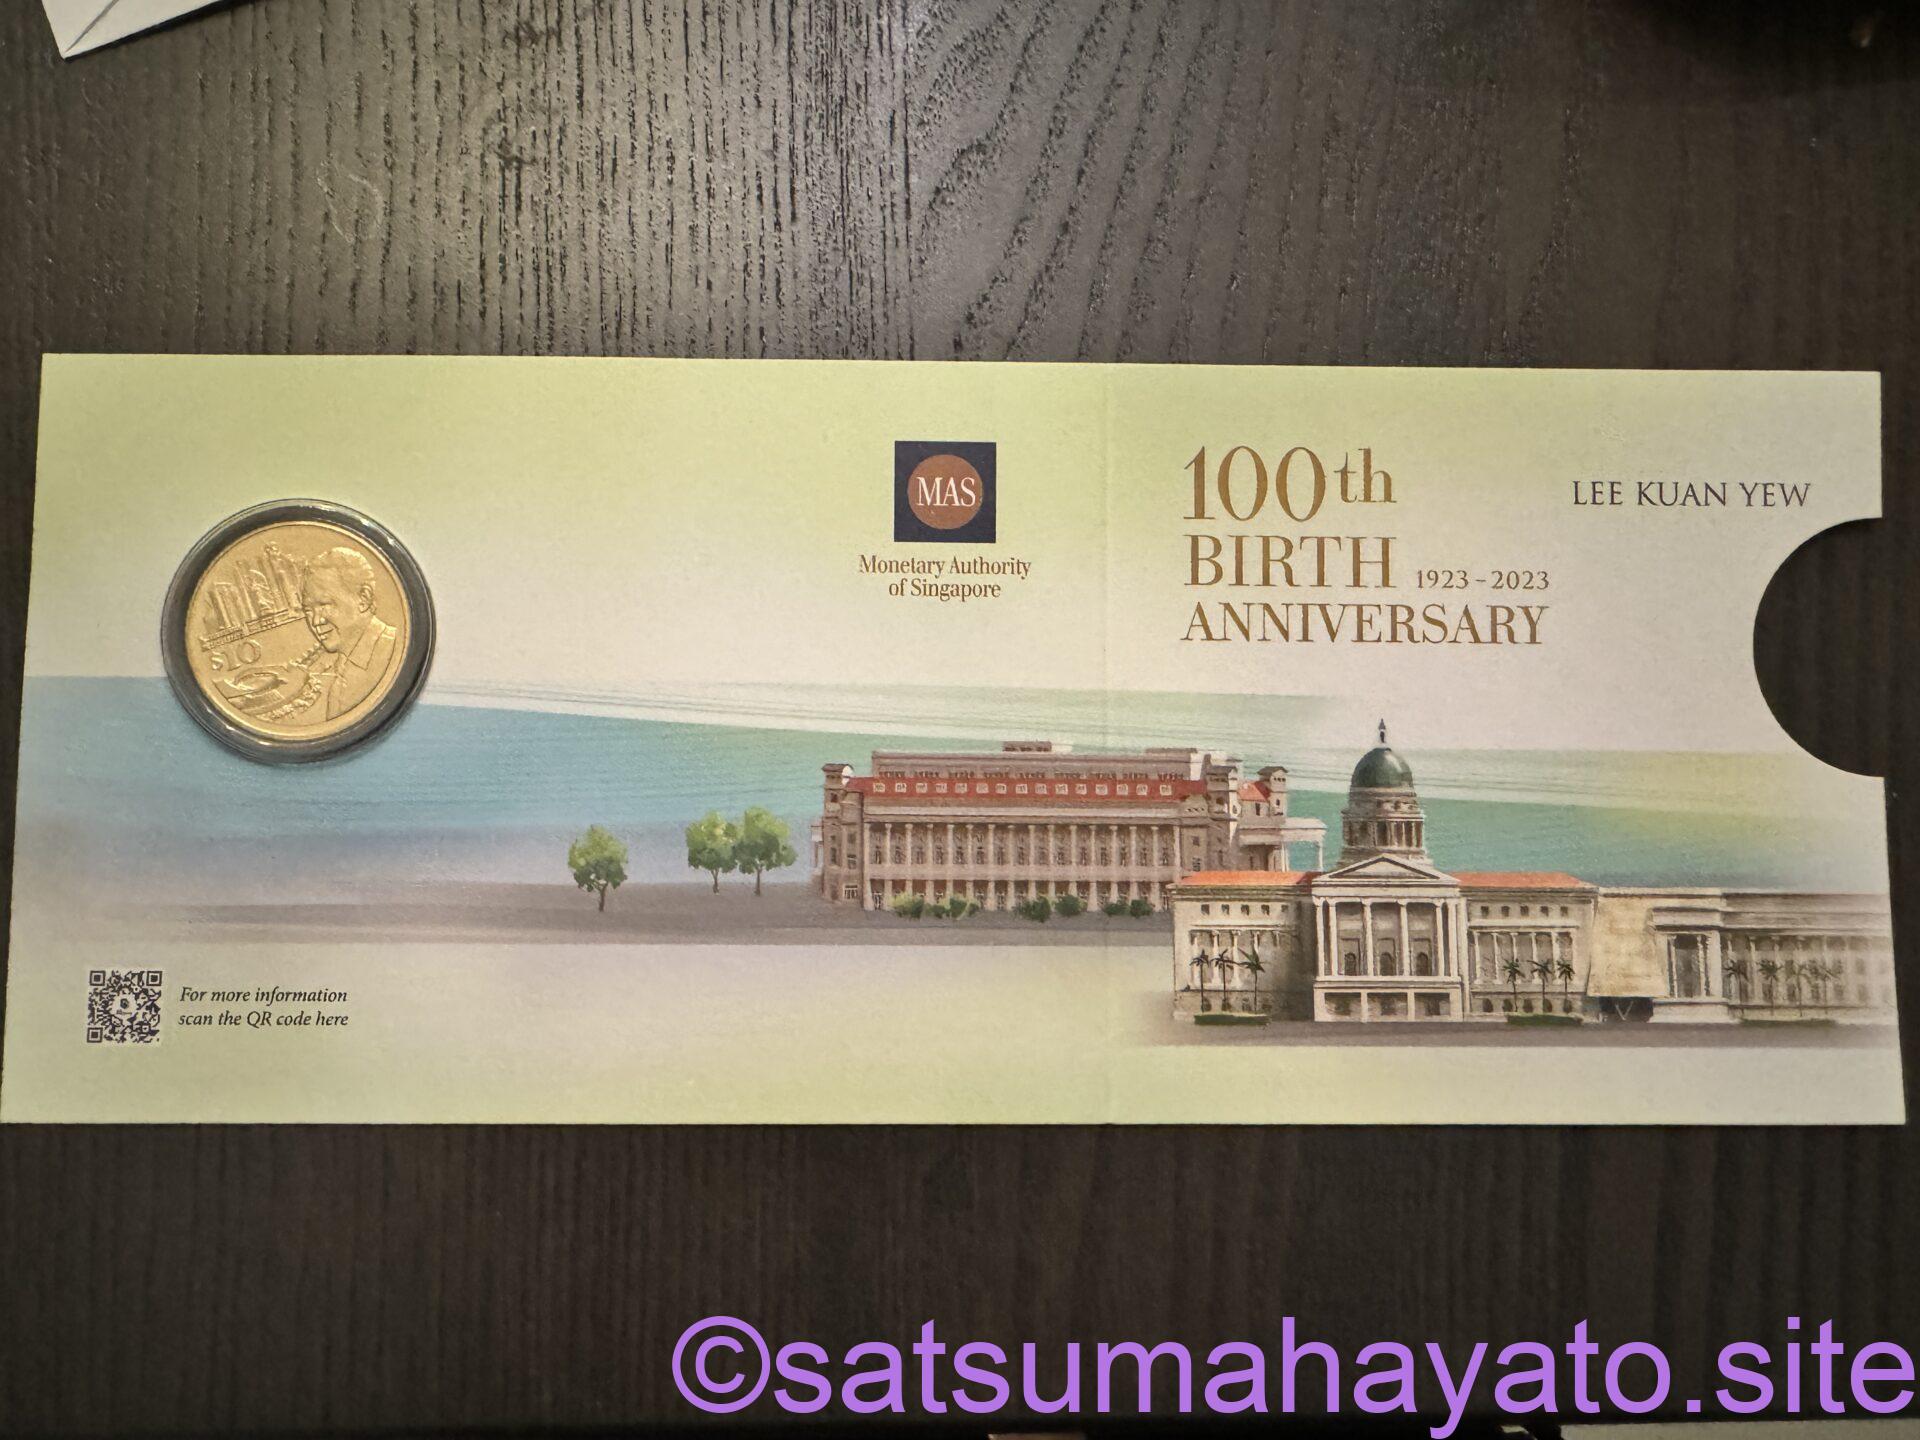 $10
MAS
Monetary Authority
of Singapore
100th
BIRTH 1923-2023
ANNIVERSARY
LEE KUAN YEW
For more information
scan the QR code here
©satsumahayato.site